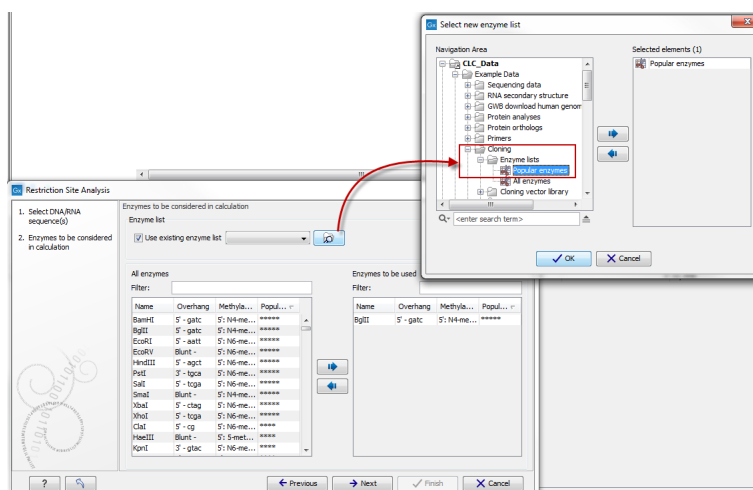 Select new enzyme list
Navigation Area
CLC_Data
Example Data
Sequencing data
RNA secondary structure
GWB download human genom
Protein analyses
Protein orthologs
Primers
Cloning
Enzyme lists
Popular enzymes
All enzymes
Cloning vector library
<enter search term>
Selected elements (1)
Popular enzymes
OK
Cancel
Restriction Site Analysis
1. Select DNA/RNA
sequence(s)
2. Enzymes to be considered
in calculation
Enzymes to be considered in calculation
Enzyme list
Use existing enzyme list
All enzymes
Filter:
Name Overhang Methyla... Popul...
BamHI 5' - gatc 5': N4-me... *****
BglII 5' - gatc 5': N4-me... *****
EcoRI 5' - aatt 5': N6-me... *****
EcoRV Blunt - 5': N6-me... *****
HindIII 5' - agct 5': N6-me... *****
PstI 3' - tgca 5': N6-me... *****
SalI 5' - tcga 5': N6-me... *****
SmaI Blunt - 5': N4-me... *****
XbaI 5' - ctag 5': N6-me... *****
XhoI 5' - tcga 5': N6-me... *****
ClaI 5' - cg 5': N6-me... ****
HaeIII Blunt - 5': 5-met... ****
KpnI 3' - gtac 5': N6-me... ****
Enzymes to be used
Filter:
Name Overhang Methyla... Popul...
BglII 5' - gatc 5': N4-me... *****
?
Previous
Next
Finish
Cancel